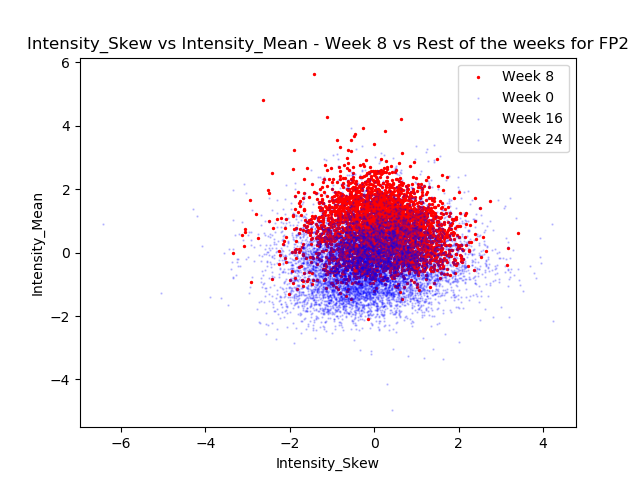 Intensity_Skew vs Intensity_Mean - Week 8 vs Rest of the weeks for FP2
Week 8
Week 0
Week 16
Week 24
6
4
2
0
−2
−4
Intensity_Mean
−6
−4
−2
0
2
4
Intensity_Skew